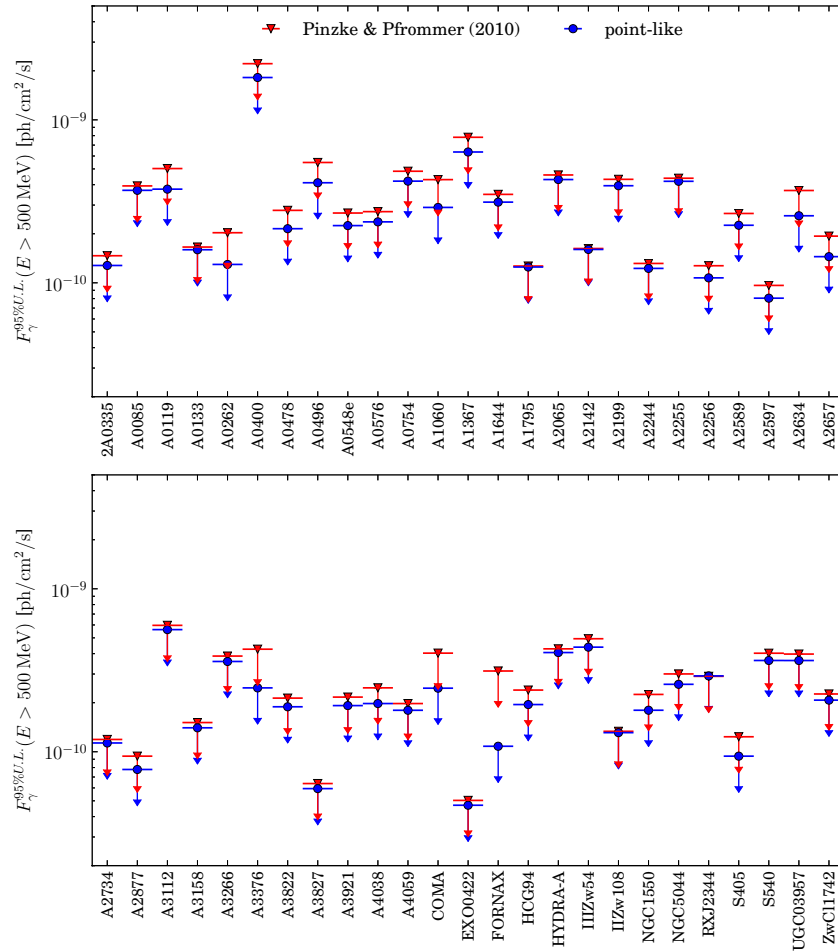 Pinzke & Pfrommer (2010)
point-like
F_γ^{95%U.L.} (E > 500 MeV) [ph/cm²/s]
10⁻⁹
10⁻¹⁰
2A0335
A0085
A0119
A0133
A0262
A0400
A0478
A0496
A0548e
A0576
A0754
A1060
A1367
A1644
A1795
A2065
A2142
A2199
A2244
A2255
A2256
A2589
A2597
A2634
A2657
F_γ^{95%U.L.} (E > 500 MeV) [ph/cm²/s]
10⁻⁹
10⁻¹⁰
A2734
A2877
A3112
A3158
A3266
A3376
A3822
A3827
A3921
A4038
A4059
COMA
EXO0422
FORNAX
HCG94
HYDRA-A
IIIZw54
IIZw108
NGC1550
NGC5044
RXJ2344
S405
S540
UGC03957
ZwCl1742